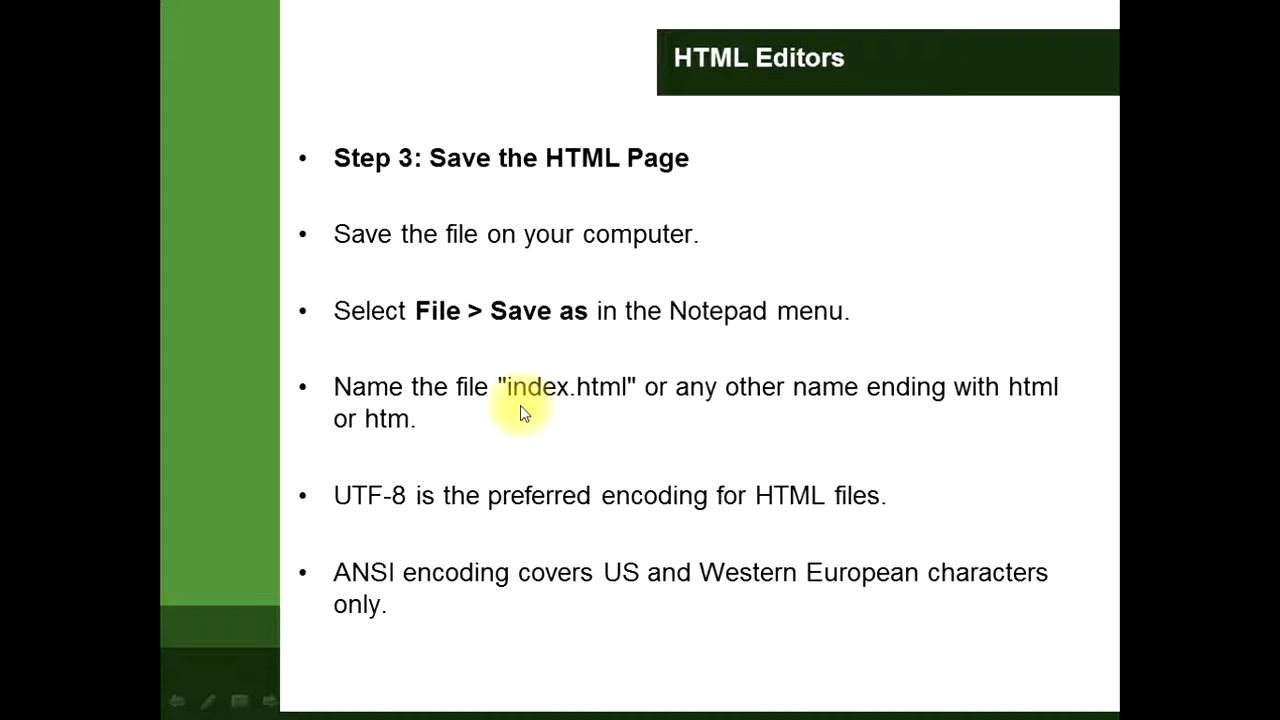 HTML Editors
• Step 3: Save the HTML Page
• Save the file on your computer.
• Select File > Save as in the Notepad menu.
• Name the file "index.html" or any other name ending with html
or htm.
• UTF-8 is the preferred encoding for HTML files.
• ANSI encoding covers US and Western European characters
only.